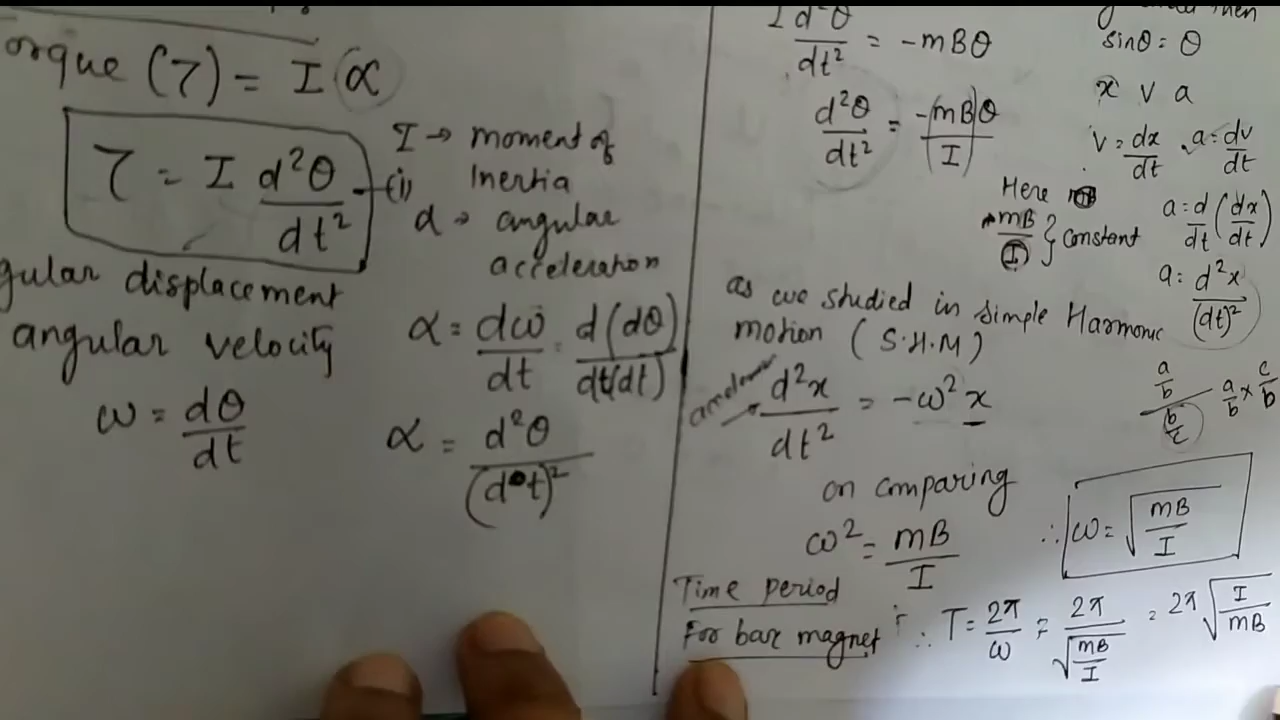 orque (τ) = I α
τ = I d²θ/dt² - (i)
I → moment of
Inertia
α → angular
acceleration
gular displacement
angular velocity
ω = dθ/dt
α = dω/dt = d(dθ)/dt(dt)
α = d²θ/(dt)²
I d²θ/dt² = -mBθ
d²θ/dt² = -(mB/I)θ
then
sinθ = θ
x v a
v = dx/dt, a = dv/dt
a = d/dt (dx/dt)
a = d²x/(dt)²
Here
mB/I } constant
as we studied in simple Harmonic
motion (S.H.M)
d²x/dt² = -ω² x
a/b / b/c a/b × c/b
on comparing
ω² = mB/I
∴ ω = √(mB/I)
Time period
For bar magnet
∴ T = 2π/ω = 2π/√(mB/I) = 2π √(I/mB)